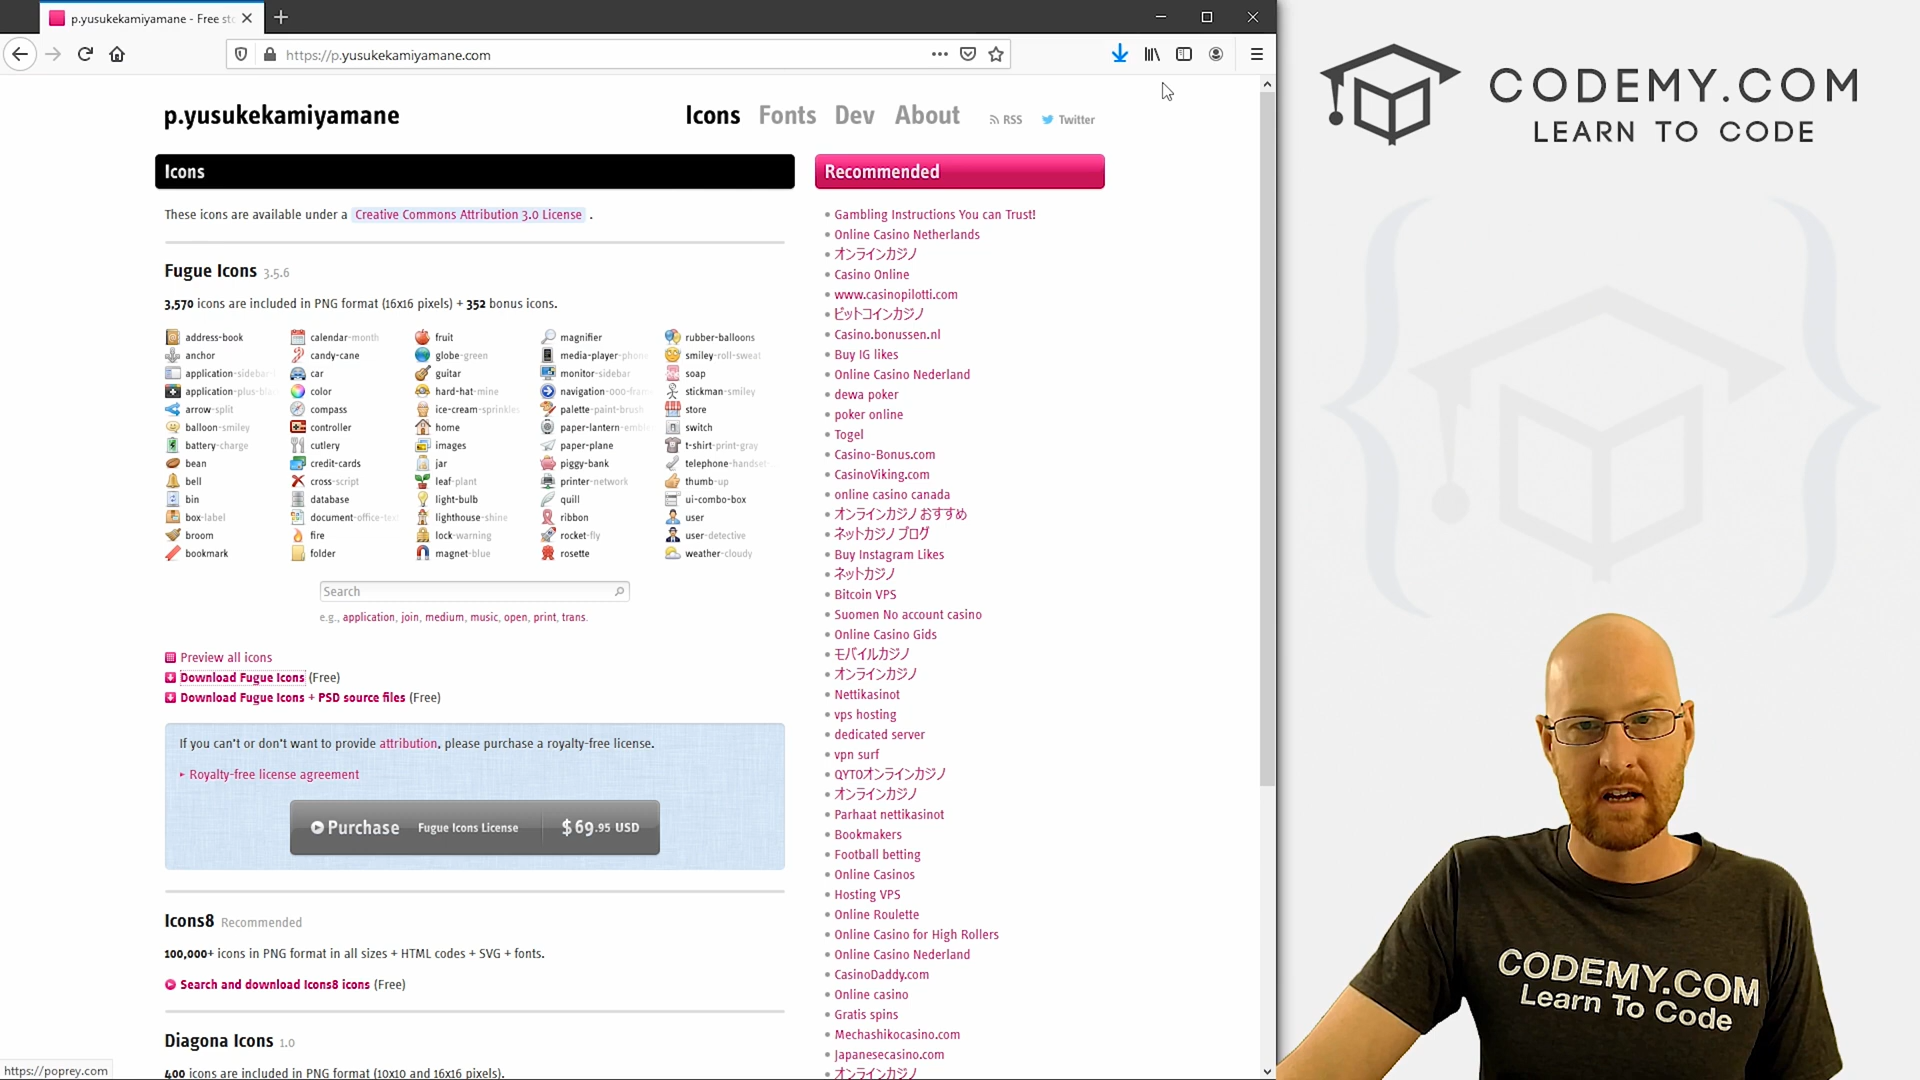 p.yusukekamiyamane - Free sto
https://p.yusukekamiyamane.com
p.yusukekamiyamane
Icons Fonts Dev About RSS Twitter
Icons
These icons are available under a Creative Commons Attribution 3.0 License .
Fugue Icons 3.5.6
3,570 icons are included in PNG format (16x16 pixels) + 352 bonus icons.
address-book calendar-month fruit magnifier rubber-balloons
anchor candy-cane globe-green media-player-phone smiley-roll-sweat
application-sidebar car guitar monitor-sidebar soap
application-plus-bla color hard-hat-mine navigation-000-fram stickman-smiley
arrow-split compass ice-cream-sprinkles palette-paint-brush store
balloon-smiley controller home paper-lantern-emb switch
battery-charge cutlery images paper-plane t-shirt-print-gray
bean credit-cards jar piggy-bank telephone-handset
bell cross-script leaf-plant printer-network thumb-up
bin database light-bulb quill ui-combo-box
box-label document-office-tex lighthouse-shine ribbon user
broom fire lock-warning rocket-fly user-detective
bookmark folder magnet-blue rosette weather-cloudy
Search
e.g., application, join, medium, music, open, print, trans.
Preview all icons
Download Fugue Icons (Free)
Download Fugue Icons + PSD source files (Free)
If you can't or don't want to provide attribution, please purchase a royalty-free license.
Royalty-free license agreement
Purchase Fugue Icons License $69.95 USD
Icons8 Recommended
100,000+ icons in PNG format in all sizes + HTML codes + SVG + fonts.
Search and download Icons8 icons (Free)
Diagona Icons 1.0
400 icons are included in PNG format (10x10 and 16x16 pixels).
https://poprey.com
Recommended
Gambling Instructions You can Trust!
Online Casino Netherlands
オンラインカジノ
Casino Online
www.casinopilotti.com
ビットコインカジノ
Casino.bonussen.nl
Buy IG likes
Online Casino Nederland
dewa poker
poker online
Togel
Casino-Bonus.com
CasinoViking.com
online casino canada
オンラインカジノ おすすめ
ネットカジノ ブログ
Buy Instagram Likes
ネットカジノ
Bitcoin VPS
Suomen No account casino
Online Casino Gids
モバイルカジノ
オンラインカジノ
Nettikasinot
vps hosting
dedicated server
vpn surf
QYTOオンラインカジノ
オンラインカジノ
Parhaat nettikasinot
Bookmakers
Football betting
Online Casinos
Hosting VPS
Online Roulette
Online Casino for High Rollers
Online Casino Nederland
CasinoDaddy.com
Online casino
Gratis spins
Mechashikocasino.com
Japanesecasino.com
オンラインカジノ
CODEMY.COM
LEARN TO CODE
CODEMY.COM
Learn To Code